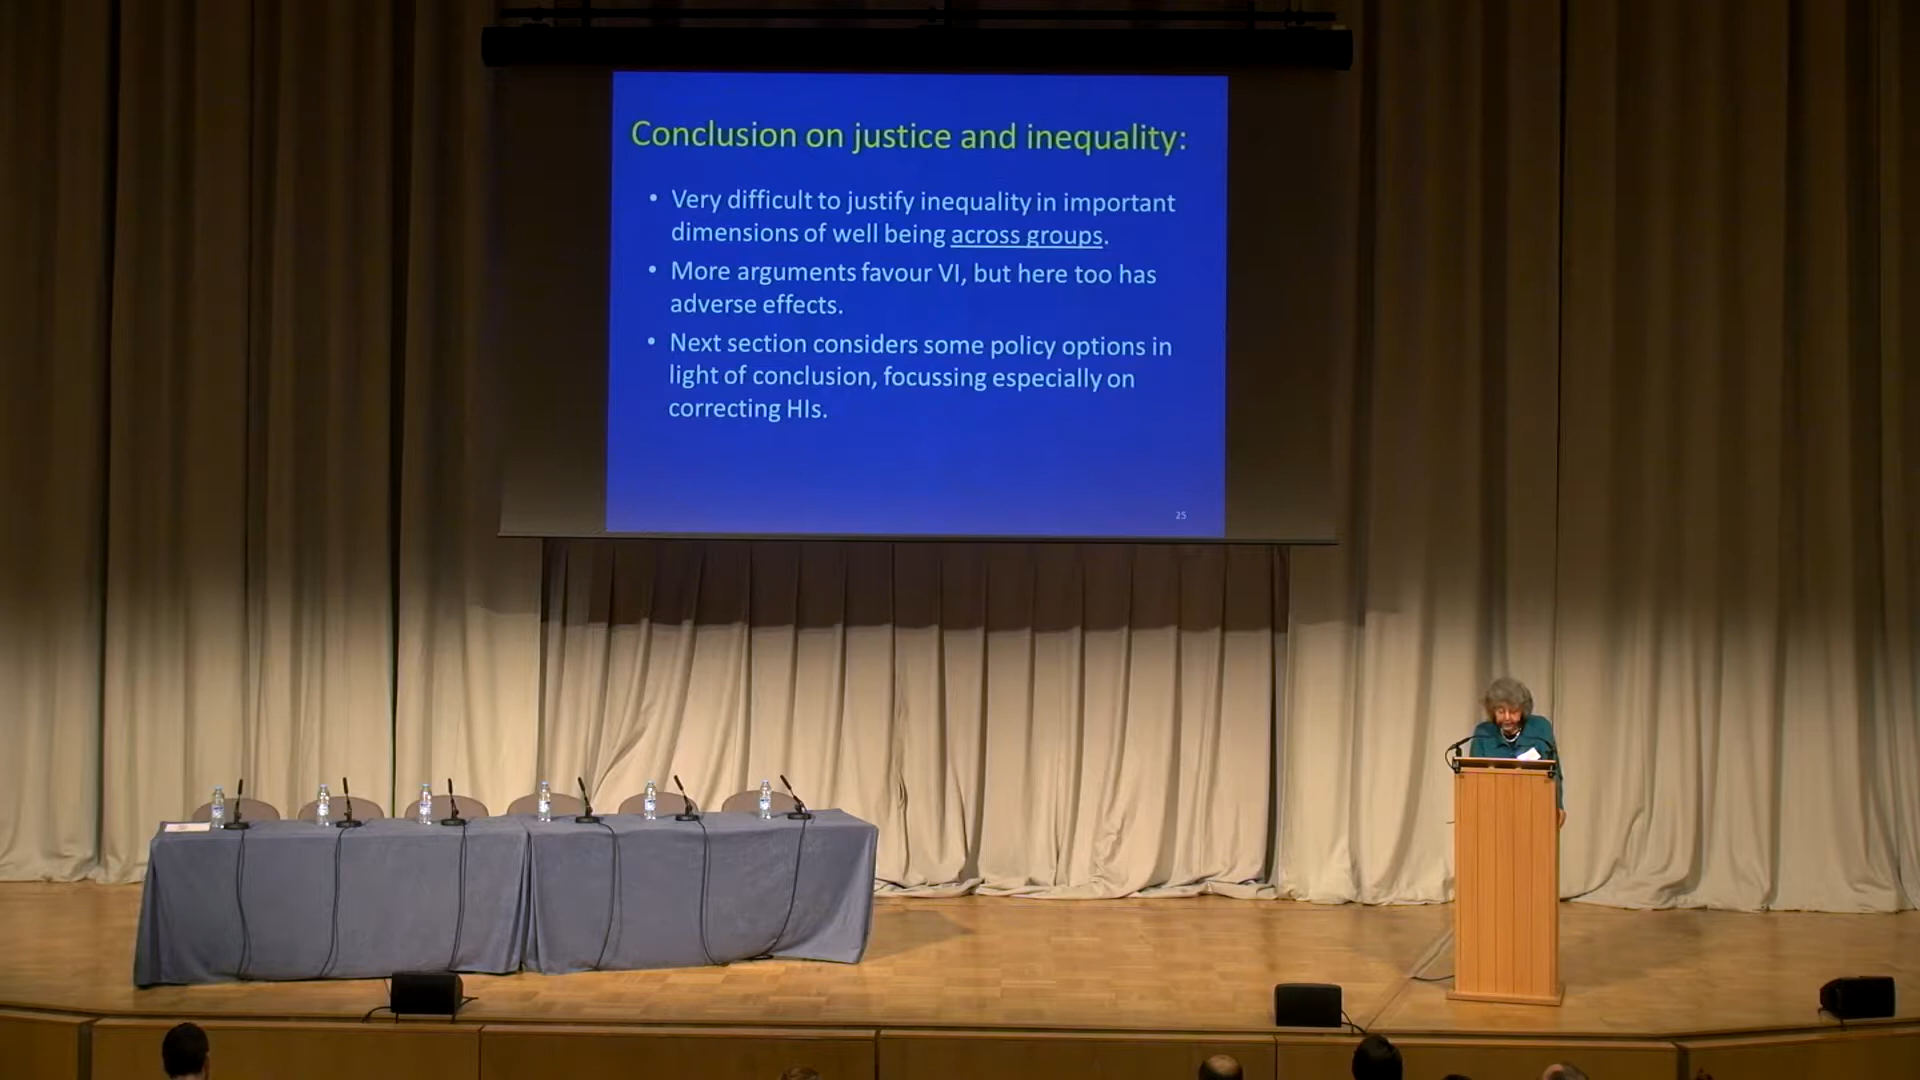 Conclusion on justice and inequality:
• Very difficult to justify inequality in important
dimensions of well being across groups.
• More arguments favour VI, but here too has
adverse effects.
• Next section considers some policy options in
light of conclusion, focussing especially on
correcting HIs.
25